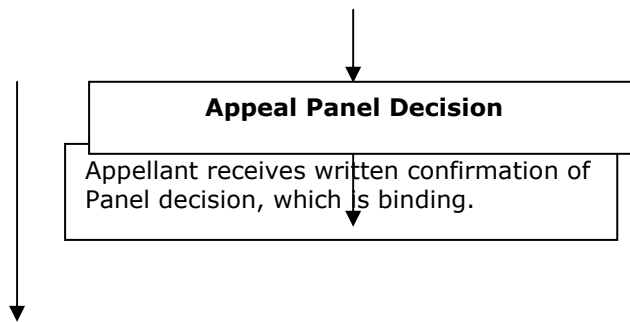 Appeal Panel Decision
Appellant receives written confirmation of
Panel decision, which is binding.